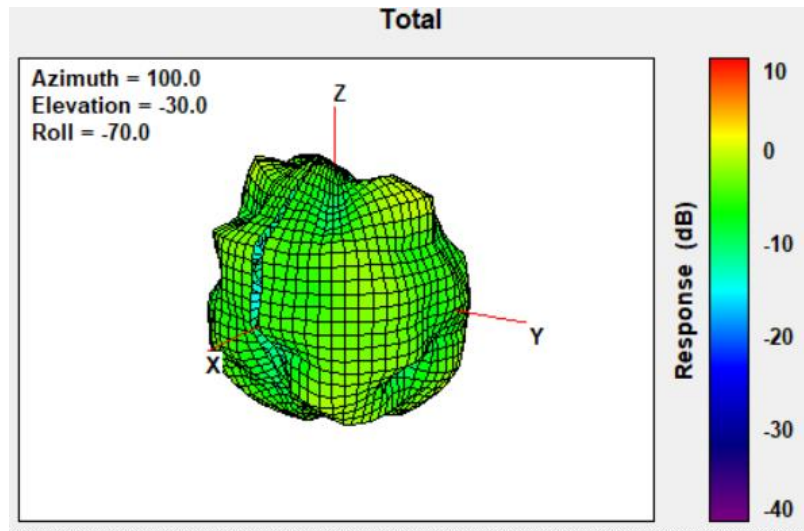 Total
Azimuth = 100.0
Elevation = -30.0
Roll = -70.0
Z
Y
X
10
0
-10
-20
-30
-40
Response (dB)